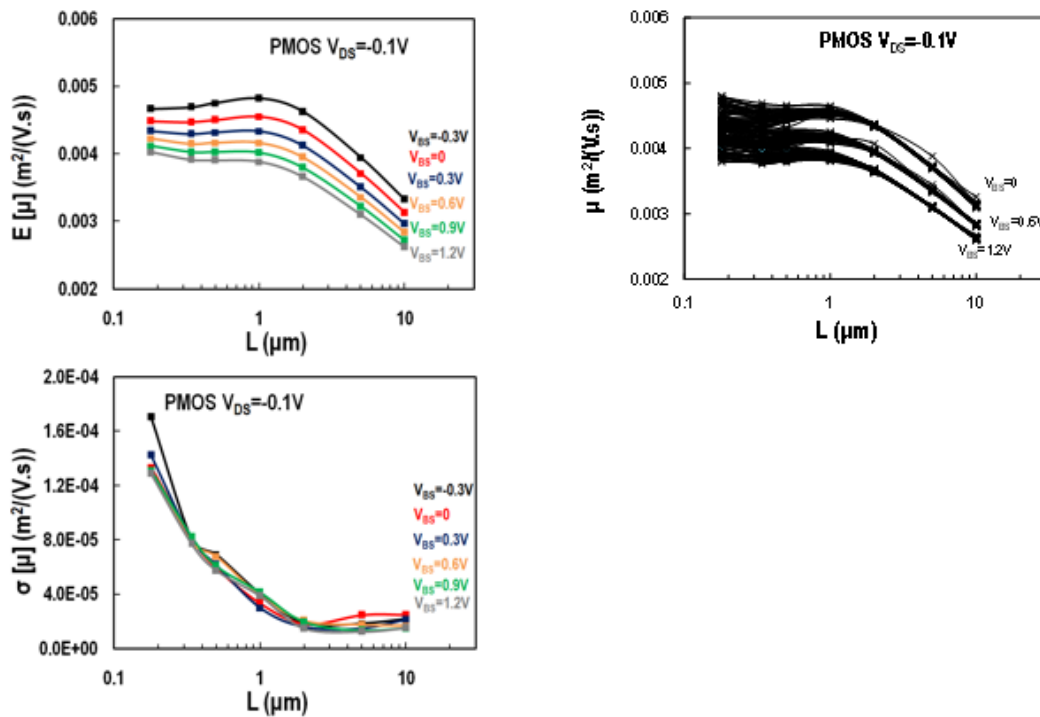 0.006
PMOS VDS=-0.1V
0.005
0.004
0.003
0.002
E [µ] (m²/(V.s))
VBS=-0.3V
VBS=0
VBS=0.3V
VBS=0.6V
VBS=0.9V
VBS=1.2V
0.1 1 10
L (µm)
0.006
PMOS VDS=-0.1V
0.005
0.004
0.003
0.002
µ (m²/(V.s))
VBS=0
VBS=0.6V
VBS=1.2V
0.1 1 10
L (µm)
2.0E-04
PMOS VDS=-0.1V
1.6E-04
1.2E-04
8.0E-05
4.0E-05
0.0E+00
σ [µ] (m²/(V.s))
VBS=-0.3V
VBS=0
VBS=0.3V
VBS=0.6V
VBS=0.9V
VBS=1.2V
0.1 1 10
L (µm)